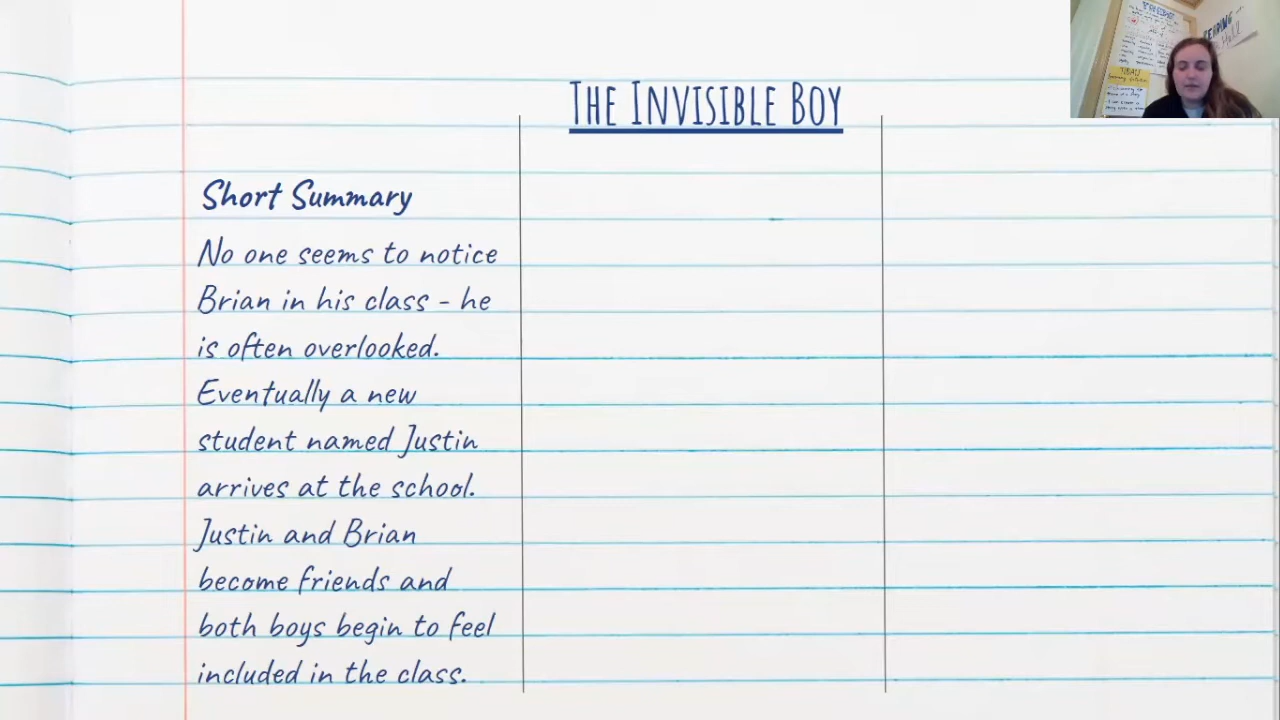 THE INVISIBLE BOY
Short Summary
No one seems to notice
Brian in his class - he
is often overlooked.
Eventually a new
student named Justin
arrives at the school.
Justin and Brian
become friends and
both boys begin to feel
included in the class.